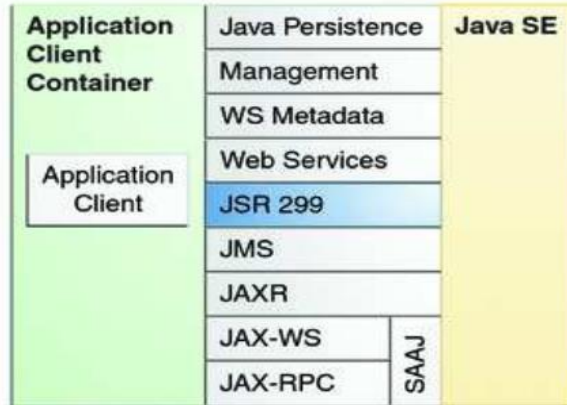 Application
Client
Container
Application
Client
Java Persistence
Management
WS Metadata
Web Services
JSR 299
JMS
JAXR
JAX-WS
JAX-RPC
SAAJ
Java SE